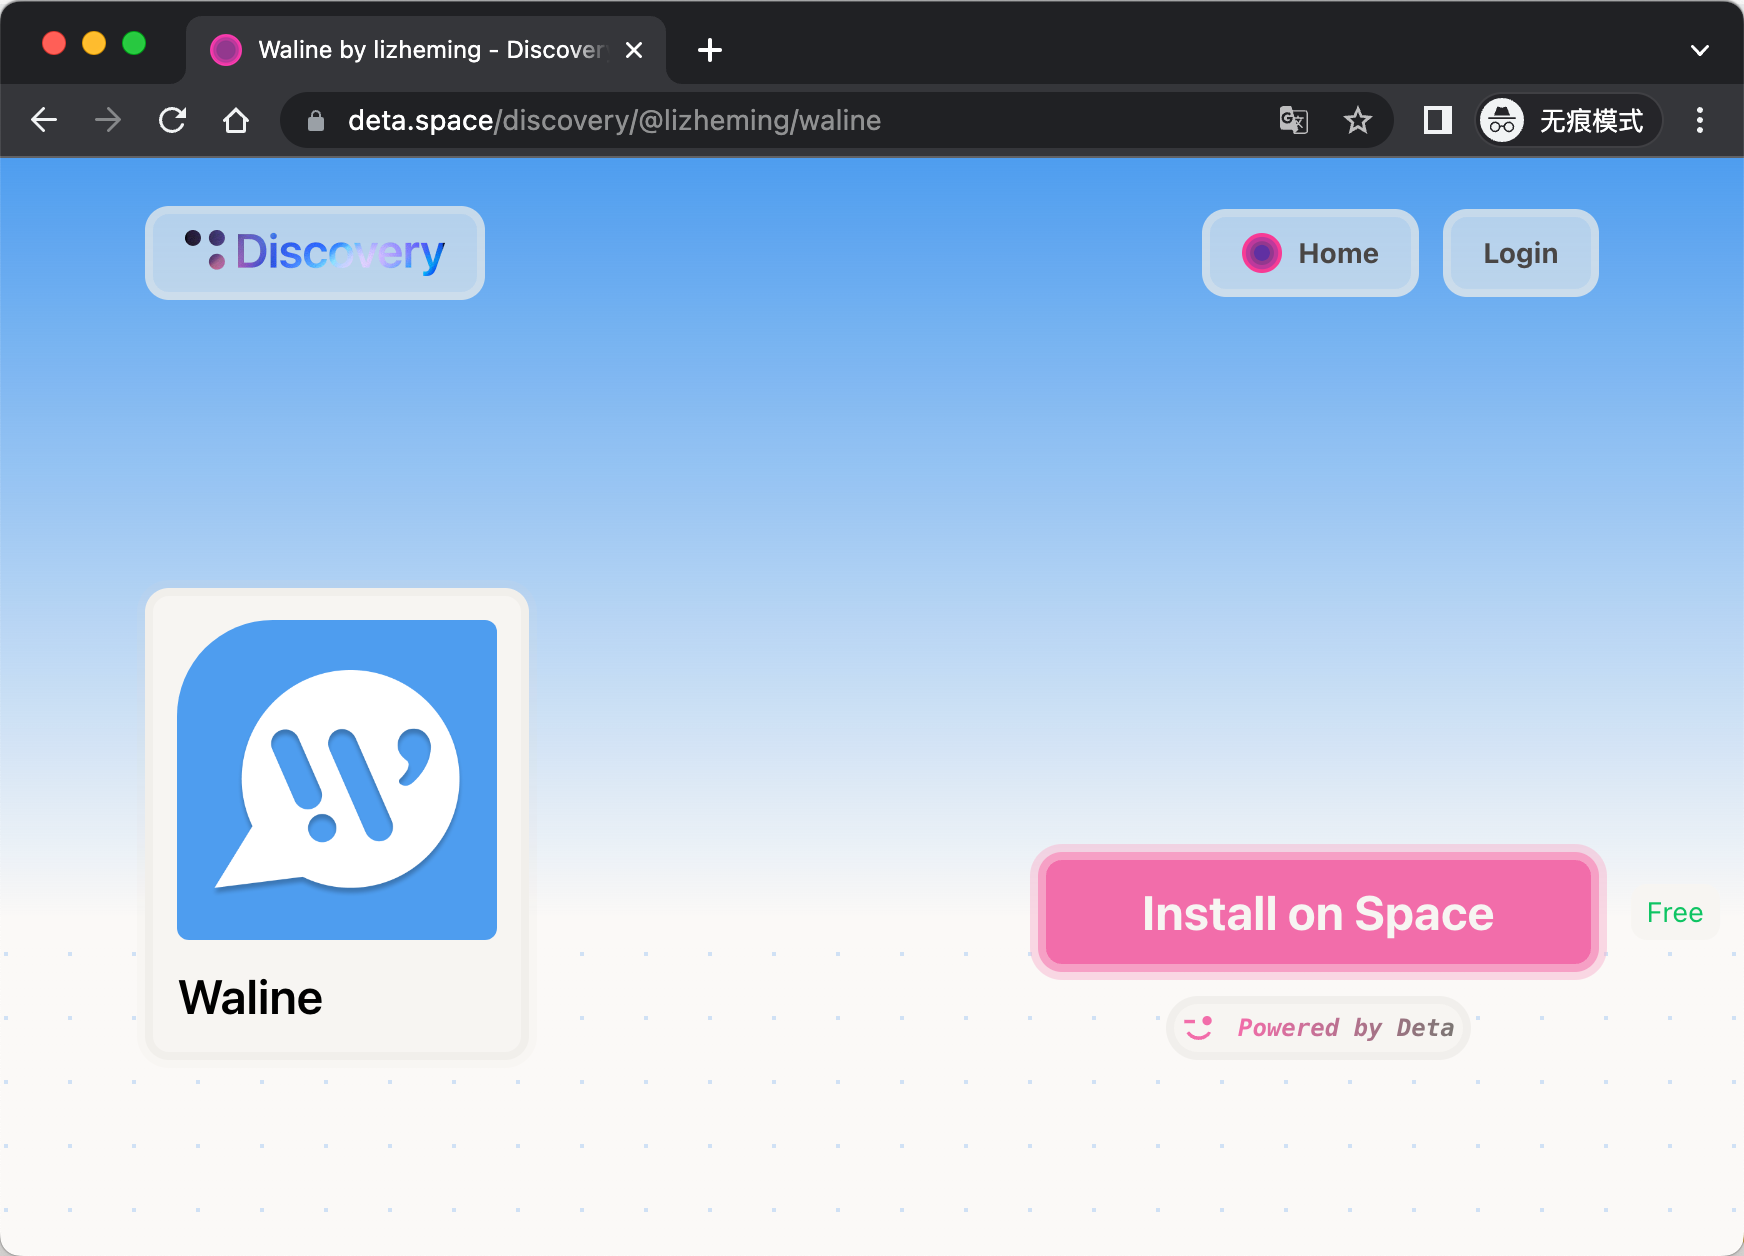 Waline by lizheming - Discovery
deta.space/discovery/@lizheming/waline
无痕模式
Discovery
Home
Login
Waline
Install on Space
Free
Powered by Deta